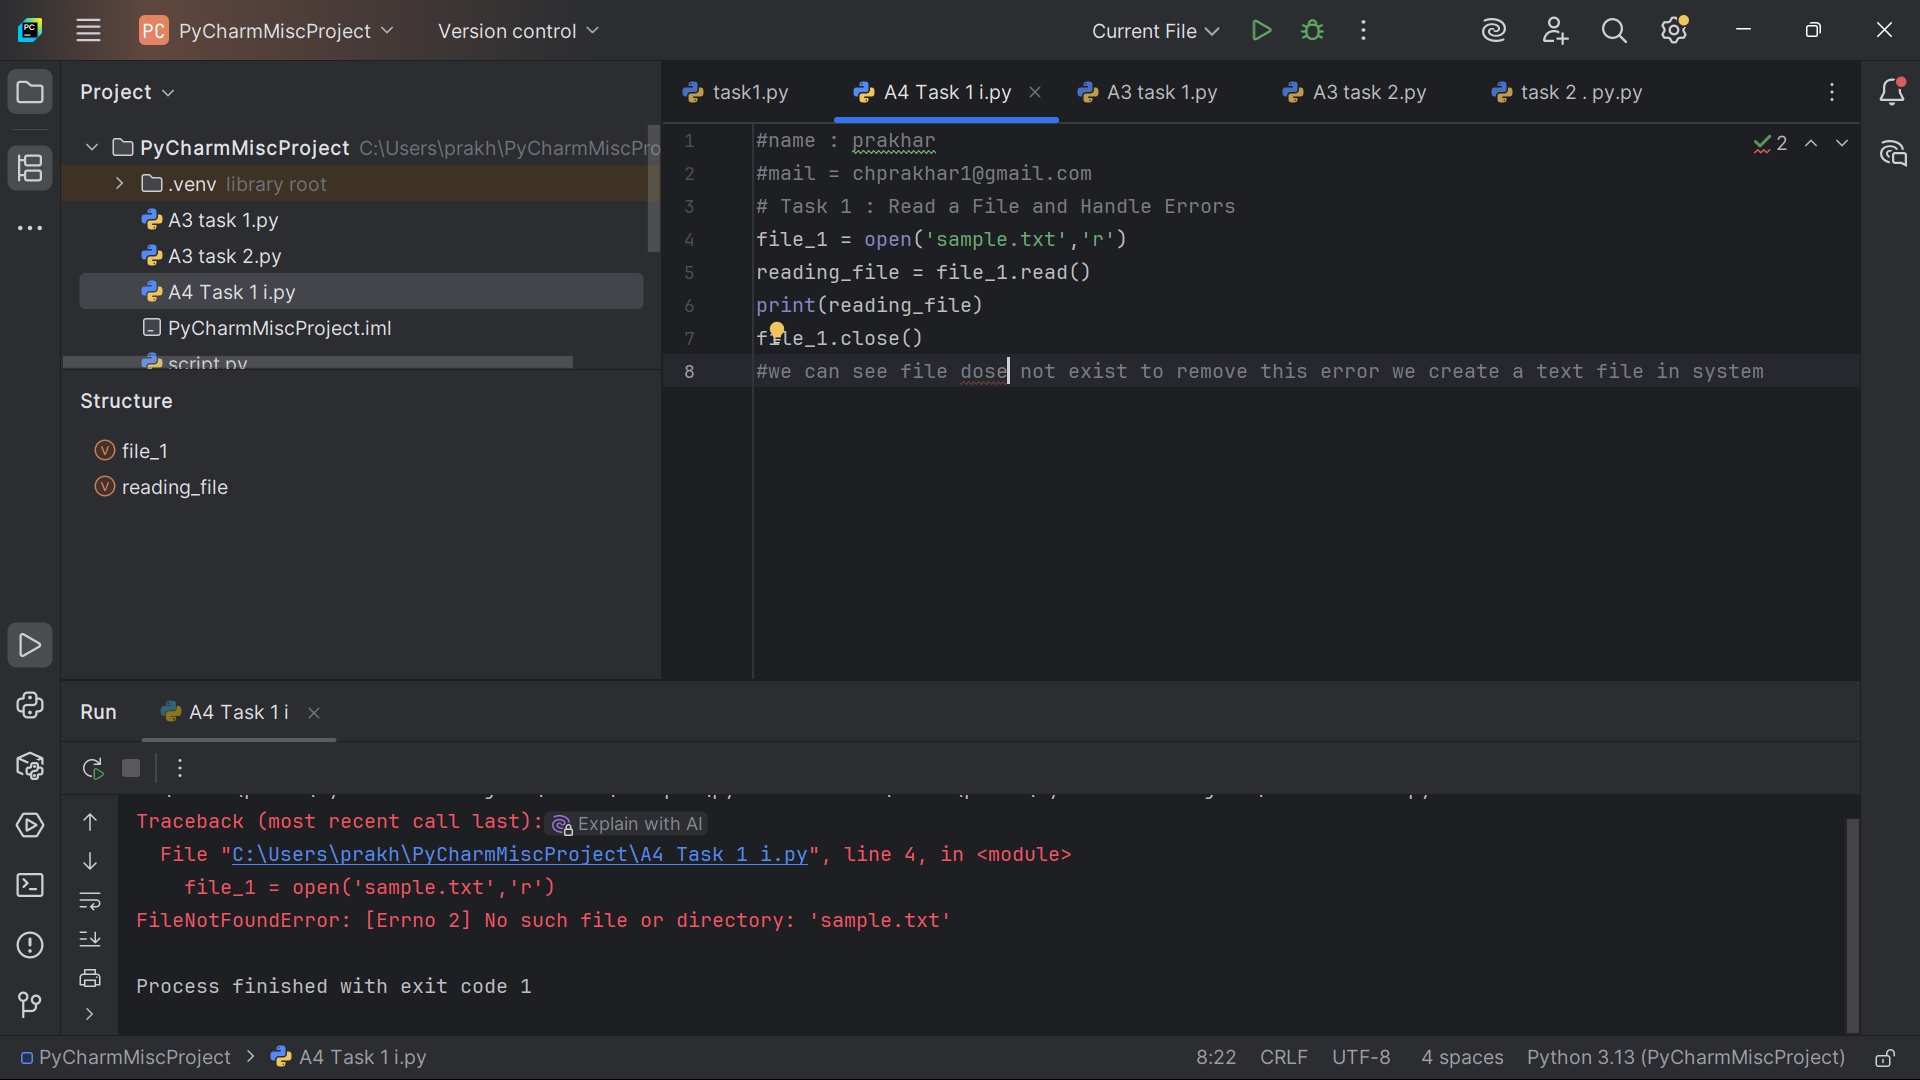 PC PyCharmMiscProject Version control Current File
Project
PyCharmMiscProject C:\Users\prakh\PyCharmMiscPro
.venv library root
A3 task 1.py
A3 task 2.py
A4 Task 1 i.py
PyCharmMiscProject.iml
script.py
Structure
file_1
reading_file
task1.py A4 Task 1 i.py A3 task 1.py A3 task 2.py task 2 . py.py
1 #name : prakhar
2 #mail = chprakhar1@gmail.com
3 # Task 1 : Read a File and Handle Errors
4 file_1 = open('sample.txt','r')
5 reading_file = file_1.read()
6 print(reading_file)
7 file_1.close()
8 #we can see file dose not exist to remove this error we create a text file in system
2
Run A4 Task 1 i
Traceback (most recent call last): Explain with AI
File "C:\Users\prakh\PyCharmMiscProject\A4 Task 1 i.py", line 4, in <module>
file_1 = open('sample.txt','r')
FileNotFoundError: [Errno 2] No such file or directory: 'sample.txt'
Process finished with exit code 1
PyCharmMiscProject > A4 Task 1 i.py 8:22 CRLF UTF-8 4 spaces Python 3.13 (PyCharmMiscProject)